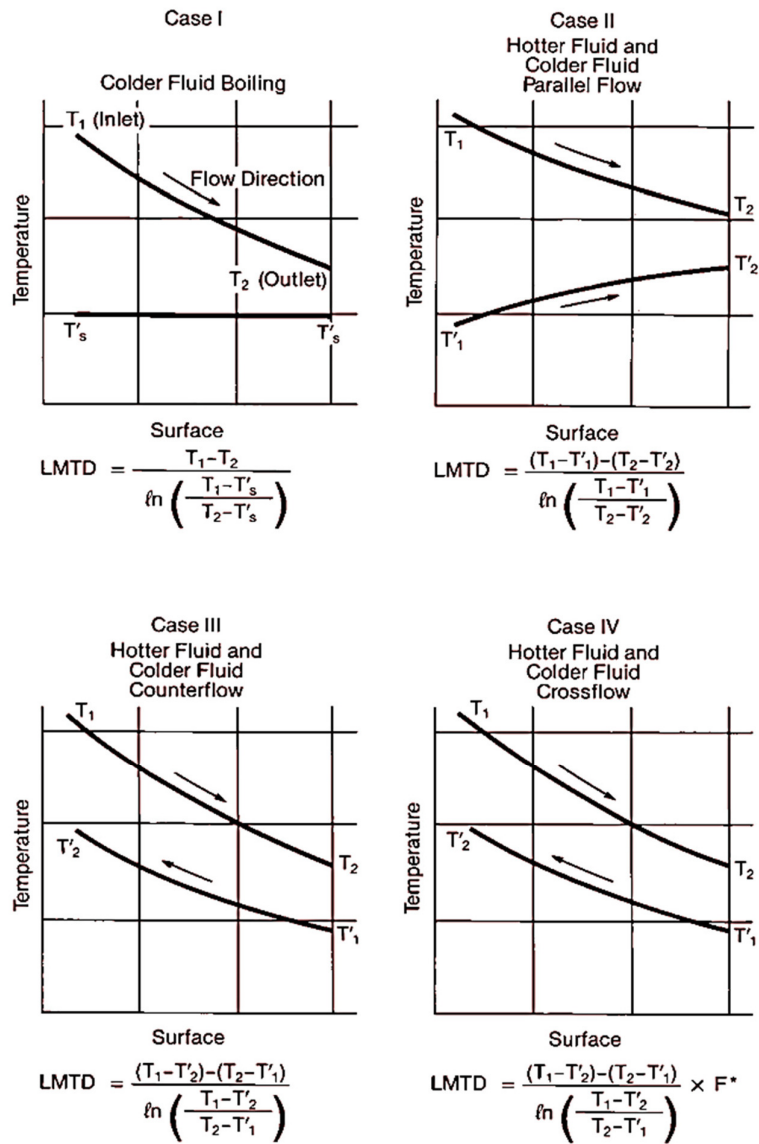 Case I
Colder Fluid Boiling
T₁ (Inlet)
Flow Direction
T₂ (Outlet)
T′ₛ
T′ₛ
Temperature
Surface
LMTD = (T₁–T₂) / ℓn ((T₁–T′ₛ) / (T₂–T′ₛ))
Case II
Hotter Fluid and
Colder Fluid
Parallel Flow
T₁
T₂
T′₂
T′₁
Temperature
Surface
LMTD = ((T₁–T′₁)–(T₂–T′₂)) / ℓn ((T₁–T′₁) / (T₂–T′₂))
Case III
Hotter Fluid and
Colder Fluid
Counterflow
T₁
T′₂
T₂
T′₁
Temperature
Surface
LMTD = ((T₁–T′₂)–(T₂–T′₁)) / ℓn ((T₁–T′₂) / (T₂–T′₁))
Case IV
Hotter Fluid and
Colder Fluid
Crossflow
T₁
T′₂
T₂
T′₁
Temperature
Surface
LMTD = ((T₁–T′₂)–(T₂–T′₁)) / ℓn ((T₁–T′₂) / (T₂–T′₁)) × F*